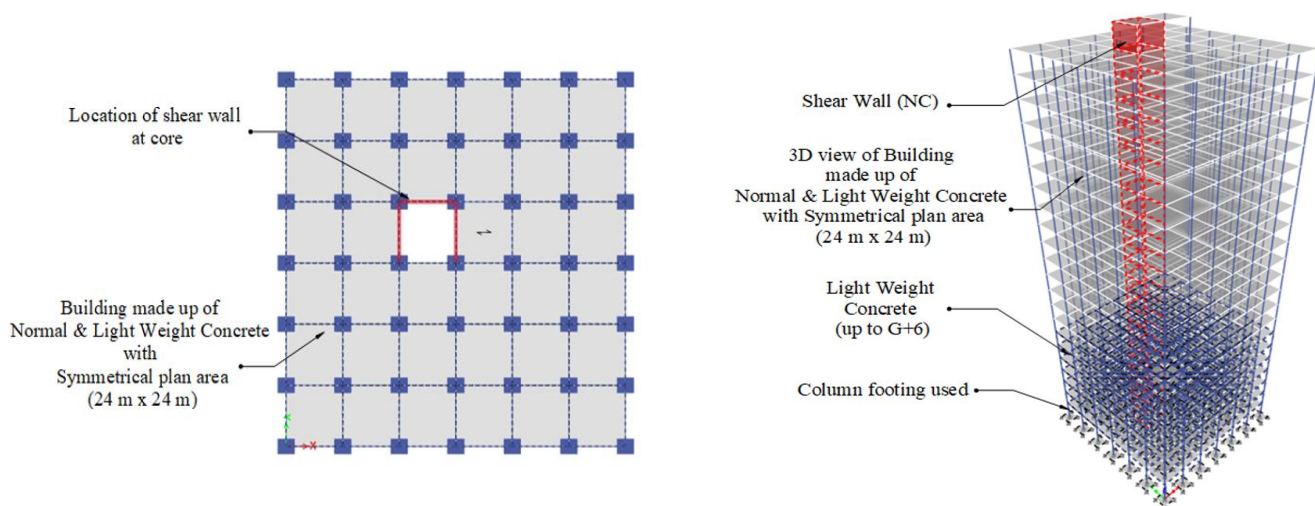 Location of shear wall
at core
Building made up of
Normal & Light Weight Concrete
with
Symmetrical plan area
(24 m x 24 m)
X
Shear Wall (NC)
3D view of Building
made up of
Normal & Light Weight Concrete
with Symmetrical plan area
(24 m x 24 m)
Light Weight
Concrete
(up to G+6)
Column footing used